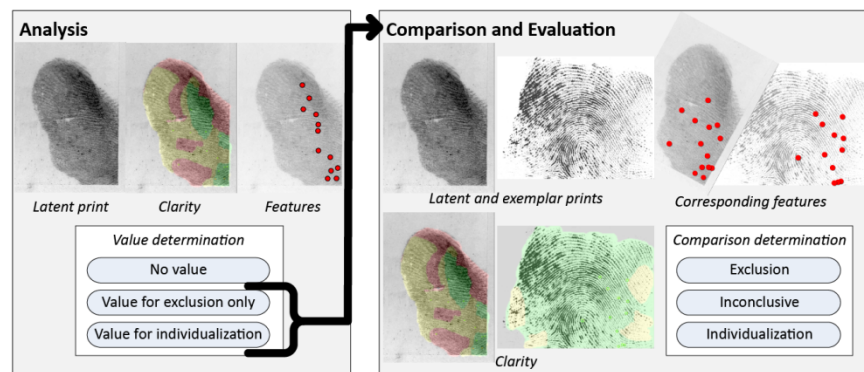 Analysis
Latent print
Clarity
Features
Value determination
No value
Value for exclusion only
Value for individualization
Comparison and Evaluation
Latent and exemplar prints
Corresponding features
Clarity
Comparison determination
Exclusion
Inconclusive
Individualization